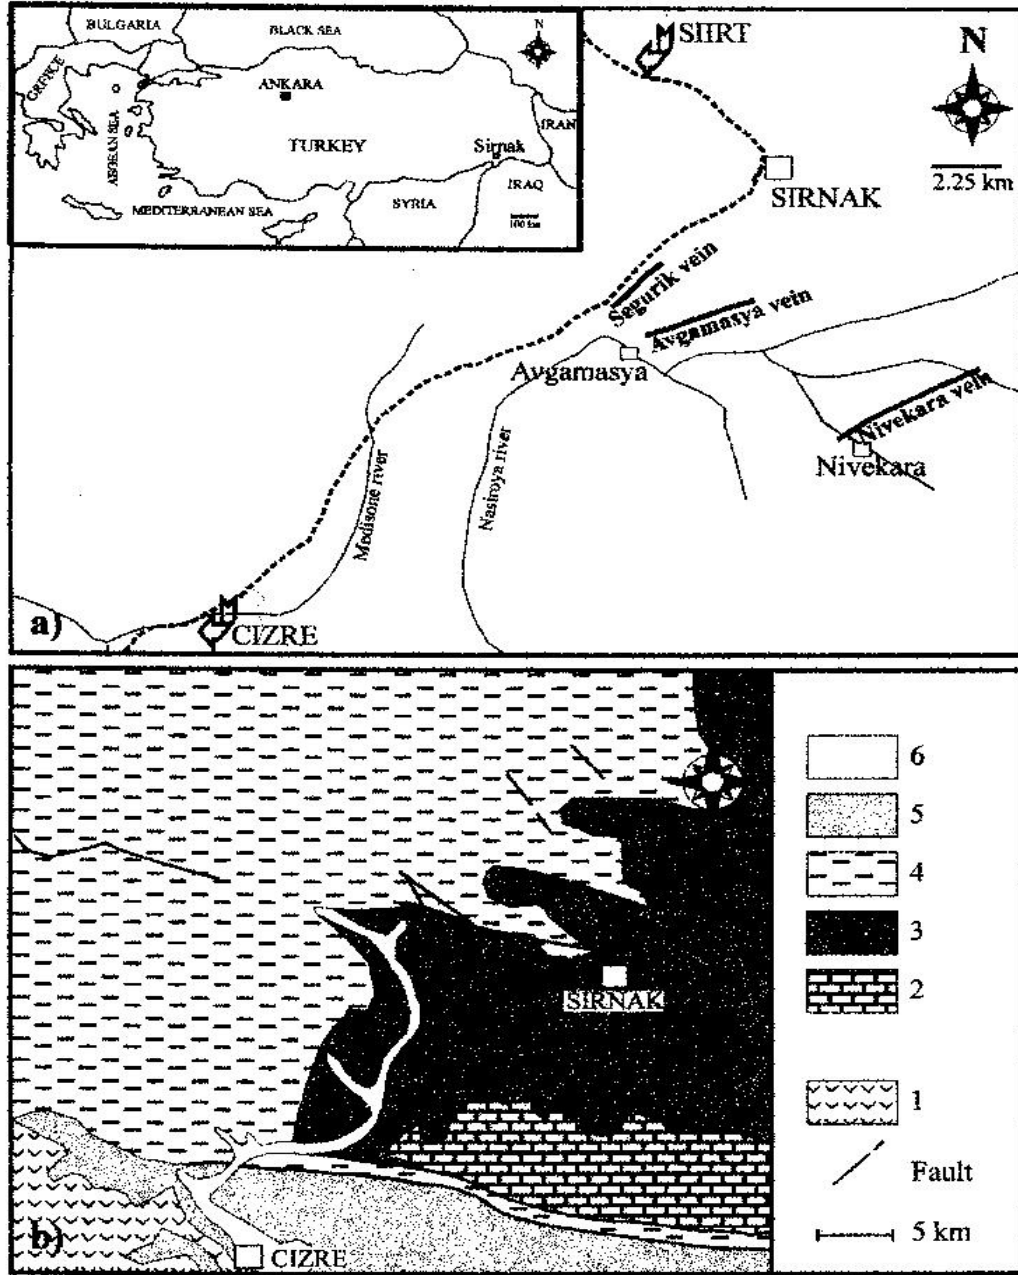 BULGARIA
BLACK SEA
N
GREECE
ANKARA
AEGEAN SEA
TURKEY
IRAN
Sirnak
MEDITERRANEAN SEA
SYRIA
IRAQ
100 km
SIIRT
N
2.25 km
SIRNAK
Segurik vein
Avgamasya vein
Avgamasya
Nivekara vein
Nivekara
Medisone river
Nasiroya river
a)
CIZRE
6
5
4
3
2
1
Fault
5 km
SIRNAK
b)
CIZRE